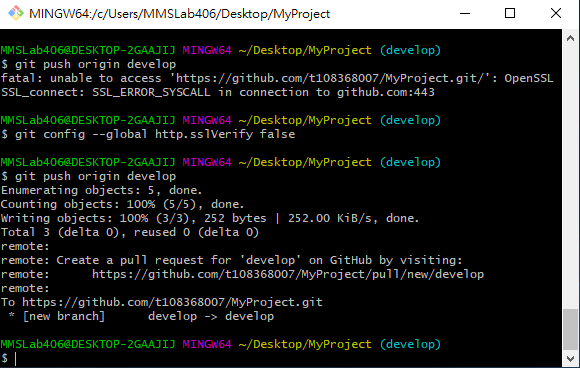 MINGW64:/c/Users/MMSLab406/Desktop/MyProject
MMSLab406@DESKTOP-2GAAJIJ MINGW64 ~/Desktop/MyProject (develop)
$ git push origin develop
fatal: unable to access 'https://github.com/t108368007/MyProject.git/': OpenSSL
SSL_connect: SSL_ERROR_SYSCALL in connection to github.com:443
MMSLab406@DESKTOP-2GAAJIJ MINGW64 ~/Desktop/MyProject (develop)
$ git config --global http.sslVerify false
MMSLab406@DESKTOP-2GAAJIJ MINGW64 ~/Desktop/MyProject (develop)
$ git push origin develop
Enumerating objects: 5, done.
Counting objects: 100% (5/5), done.
Writing objects: 100% (3/3), 252 bytes | 252.00 KiB/s, done.
Total 3 (delta 0), reused 0 (delta 0)
remote:
remote: Create a pull request for 'develop' on GitHub by visiting:
remote:      https://github.com/t108368007/MyProject/pull/new/develop
remote:
To https://github.com/t108368007/MyProject.git
 * [new branch]      develop -> develop
MMSLab406@DESKTOP-2GAAJIJ MINGW64 ~/Desktop/MyProject (develop)
$